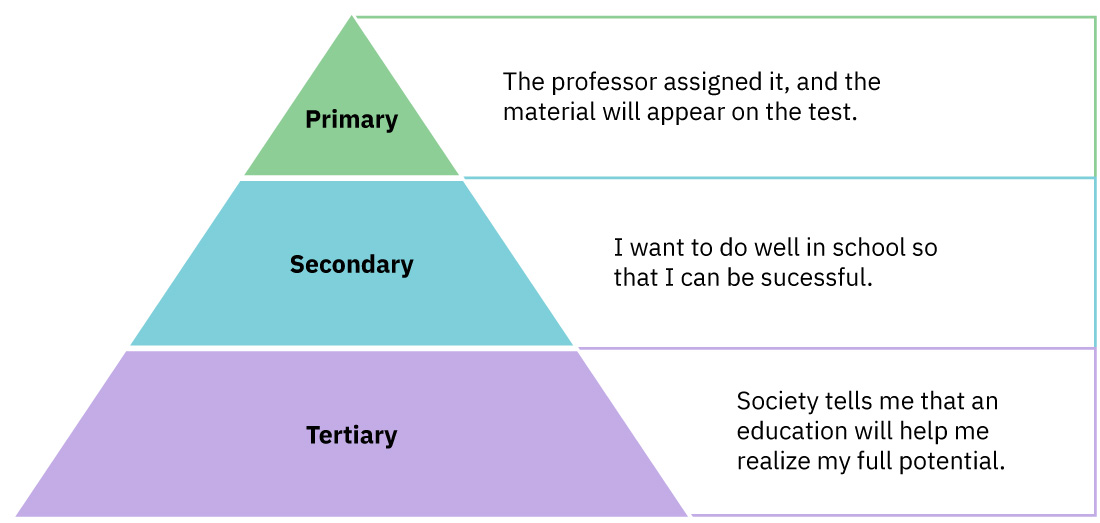 Primary
The professor assigned it, and the
material will appear on the test.
Secondary
I want to do well in school so
that I can be sucessful.
Tertiary
Society tells me that an
education will help me
realize my full potential.